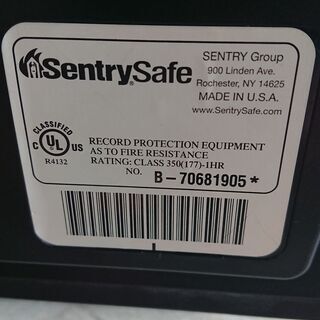 SentrySafe
SENTRY Group
900 Linden Ave.
Rochester, NY 14625
MADE IN U.S.A.
www.SentrySafe.com
CLASSIFIED
C UL US
R4132
RECORD PROTECTION EQUIPMENT
AS TO FIRE RESISTANCE
RATING: CLASS 350(177)-1HR
NO. B-70681905*